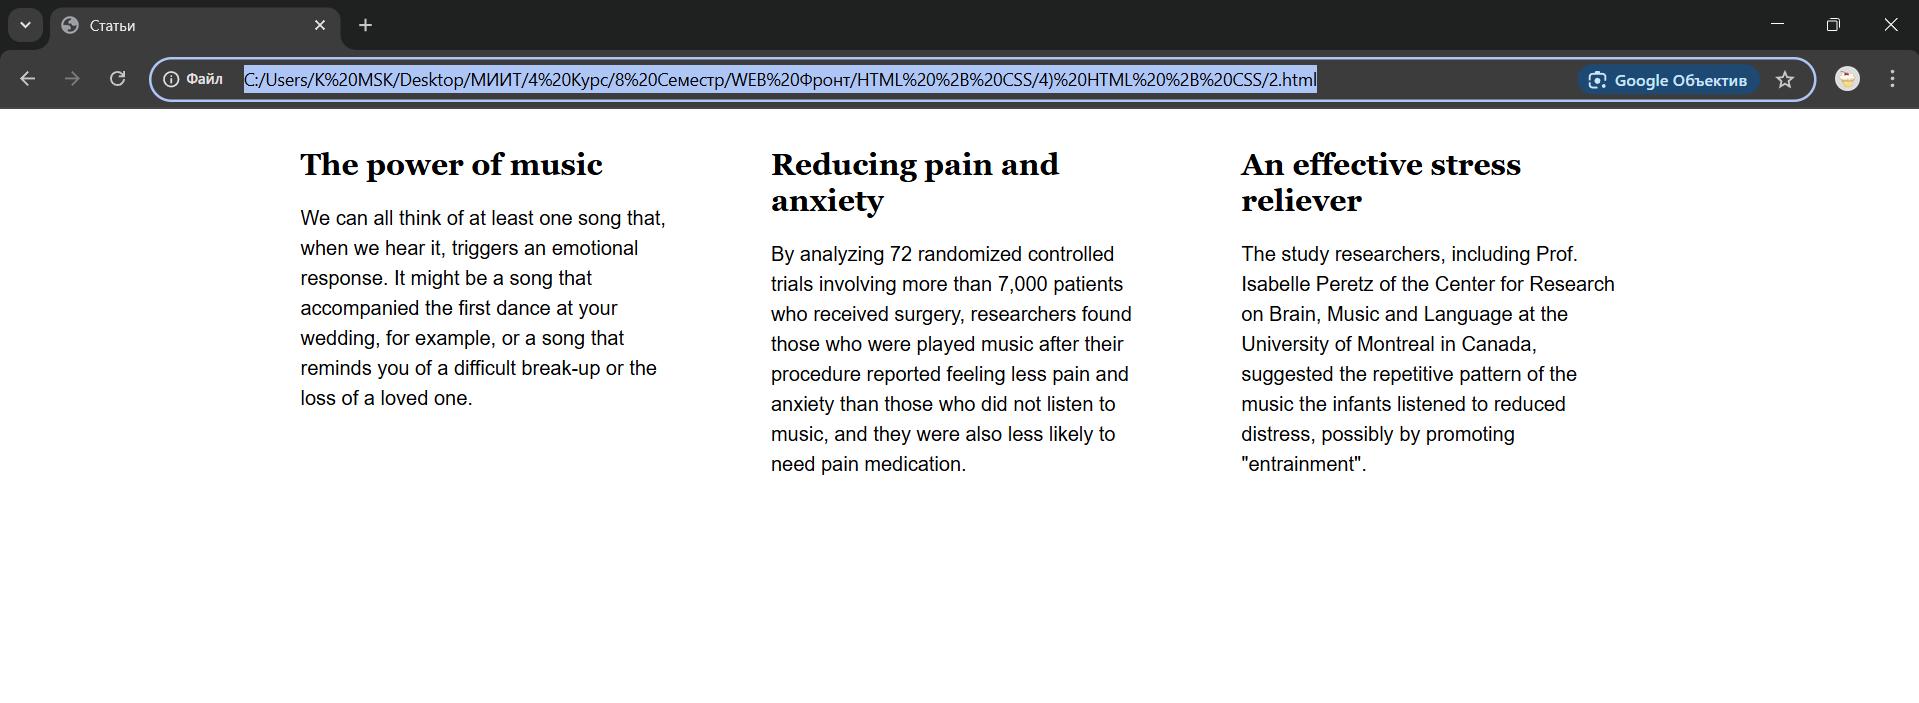 Статьи
Файл
C:/Users/K%20MSK/Desktop/МИИТ/4%20Курс/8%20Семестр/WEB%20Фронт/HTML%20%2B%20CSS/4)%20HTML%20%2B%20CSS/2.html
Google Объектив
The power of music
We can all think of at least one song that,
when we hear it, triggers an emotional
response. It might be a song that
accompanied the first dance at your
wedding, for example, or a song that
reminds you of a difficult break-up or the
loss of a loved one.
Reducing pain and
anxiety
By analyzing 72 randomized controlled
trials involving more than 7,000 patients
who received surgery, researchers found
those who were played music after their
procedure reported feeling less pain and
anxiety than those who did not listen to
music, and they were also less likely to
need pain medication.
An effective stress
reliever
The study researchers, including Prof.
Isabelle Peretz of the Center for Research
on Brain, Music and Language at the
University of Montreal in Canada,
suggested the repetitive pattern of the
music the infants listened to reduced
distress, possibly by promoting
"entrainment".